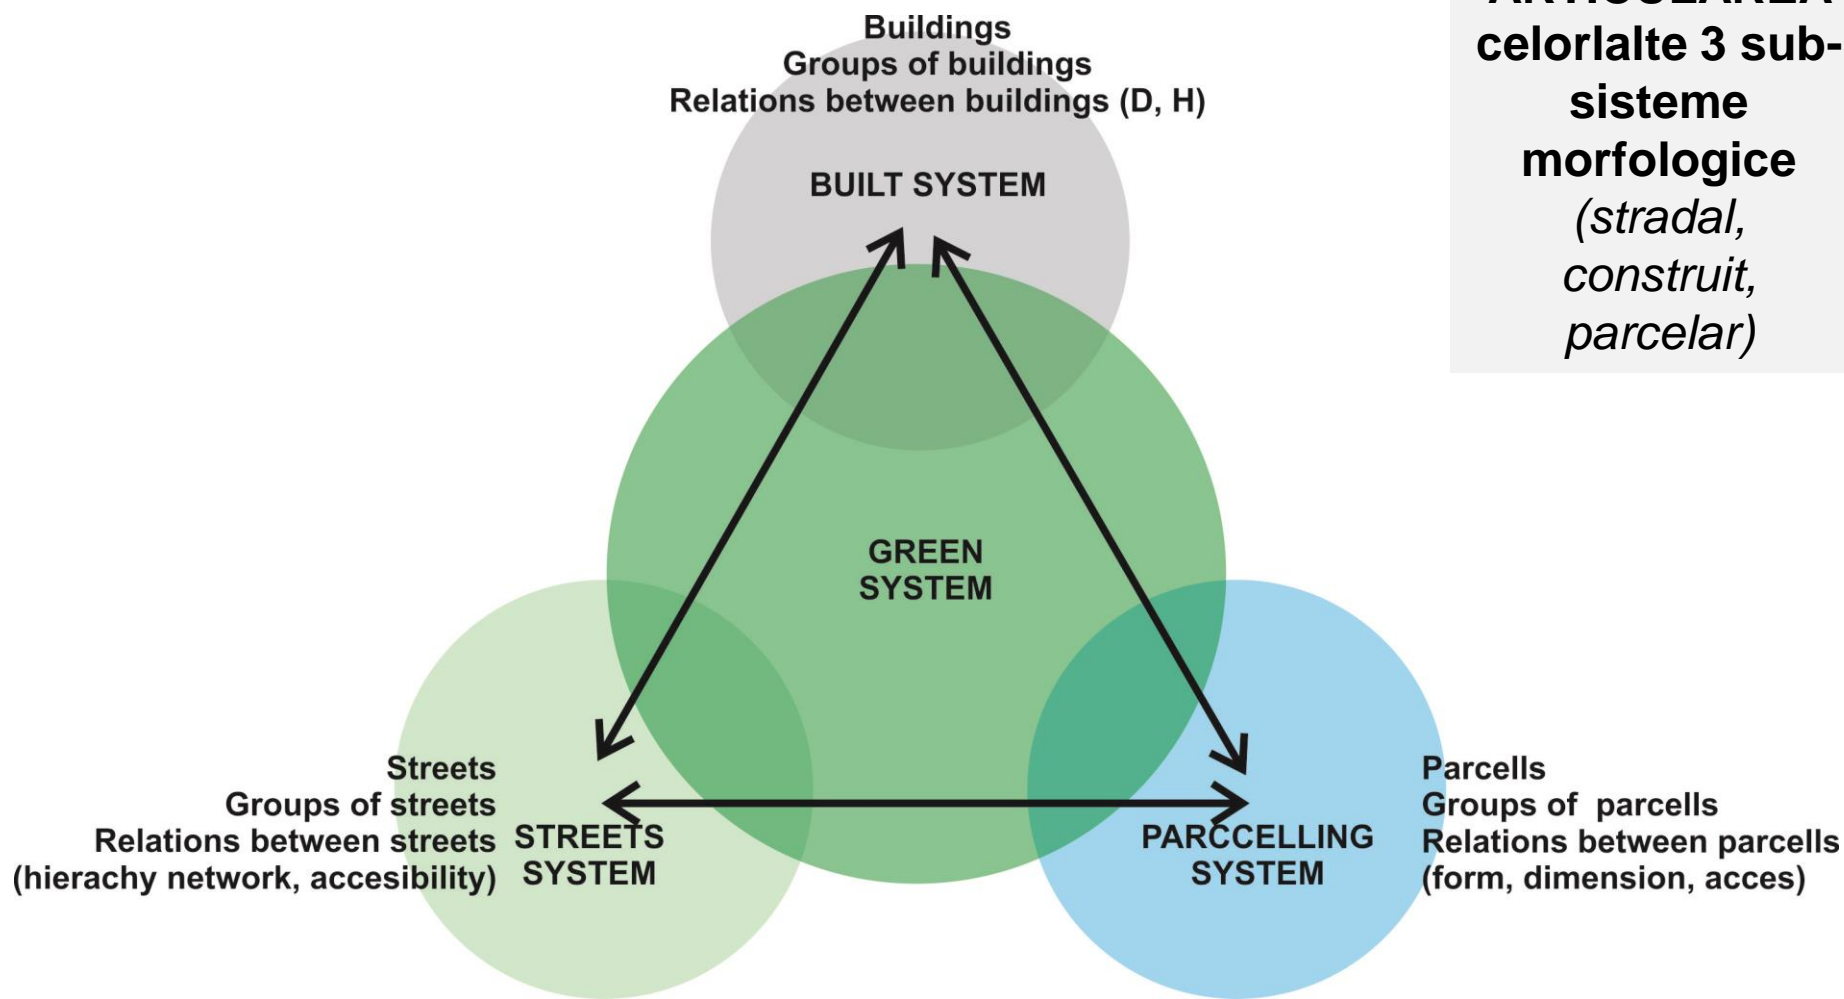 Buildings
Groups of buildings
Relations between buildings (D, H)
BUILT SYSTEM
ARTICULAREA
celorlalte 3 sub-
sisteme
morfologice
(stradal,
construit,
parcelar)
GREEN
SYSTEM
Streets
Groups of streets
Relations between streets
(hierachy network, accesibility)
STREETS
SYSTEM
PARCCELLING
SYSTEM
Parcells
Groups of parcells
Relations between parcells
(form, dimension, acces)